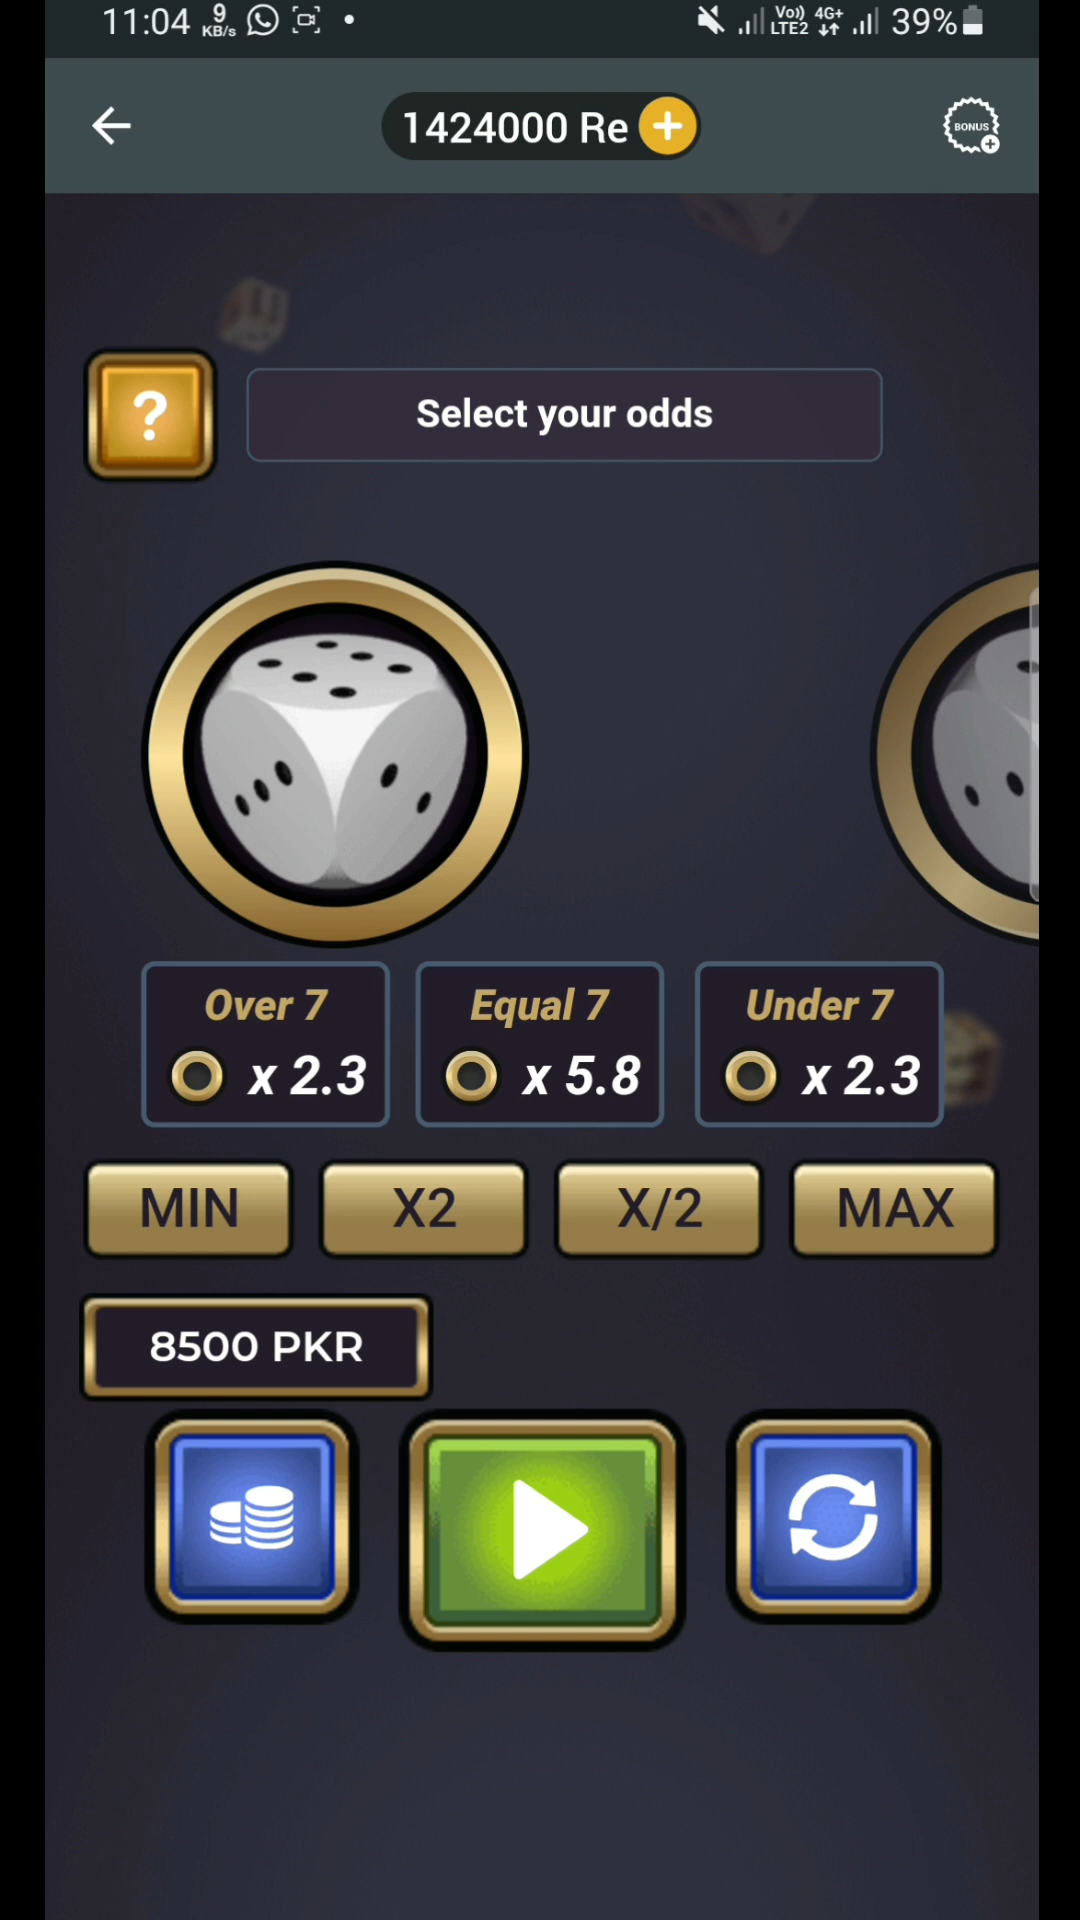 11:04 9 KB/s Vo)) LTE2 4G+ 39%
1424000 Re +
BONUS +
?
Select your odds
Over 7 Equal 7 Under 7
x 2.3 x 5.8 x 2.3
MIN X2 X/2 MAX
8500 PKR